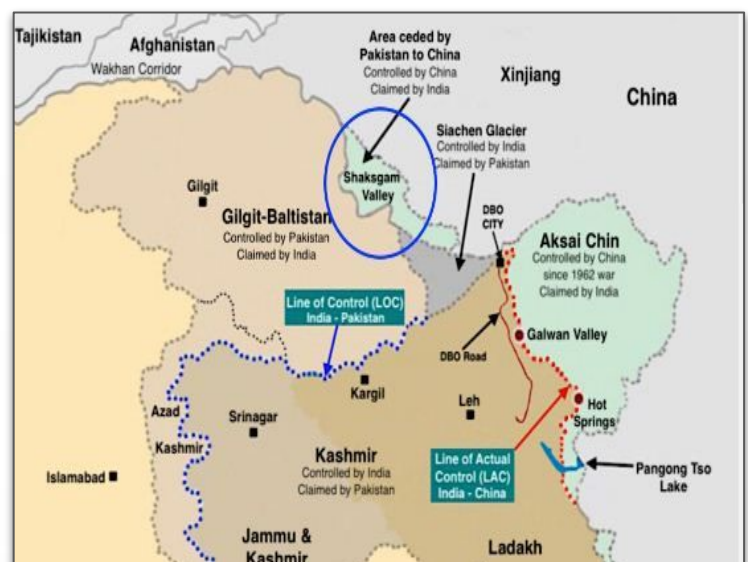 Tajikistan
Afghanistan
Wakhan Corridor
Area ceded by
Pakistan to China
Controlled by China
Claimed by India
Xinjiang
China
Siachen Glacier
Controlled by India
Claimed by Pakistan
Shaksgam
Valley
Gilgit
Gilgit-Baltistan
Controlled by Pakistan
Claimed by India
DBO
CITY
Aksai Chin
Controlled by China
since 1962 war
Claimed by India
Line of Control (LOC)
India - Pakistan
Galwan Valley
DBO Road
Kargil
Leh
Hot
Springs
Azad
Kashmir
Srinagar
Kashmir
Controlled by India
Claimed by Pakistan
Line of Actual
Control (LAC)
India - China
Pangong Tso
Lake
Islamabad
Jammu &
Kashmir
Ladakh